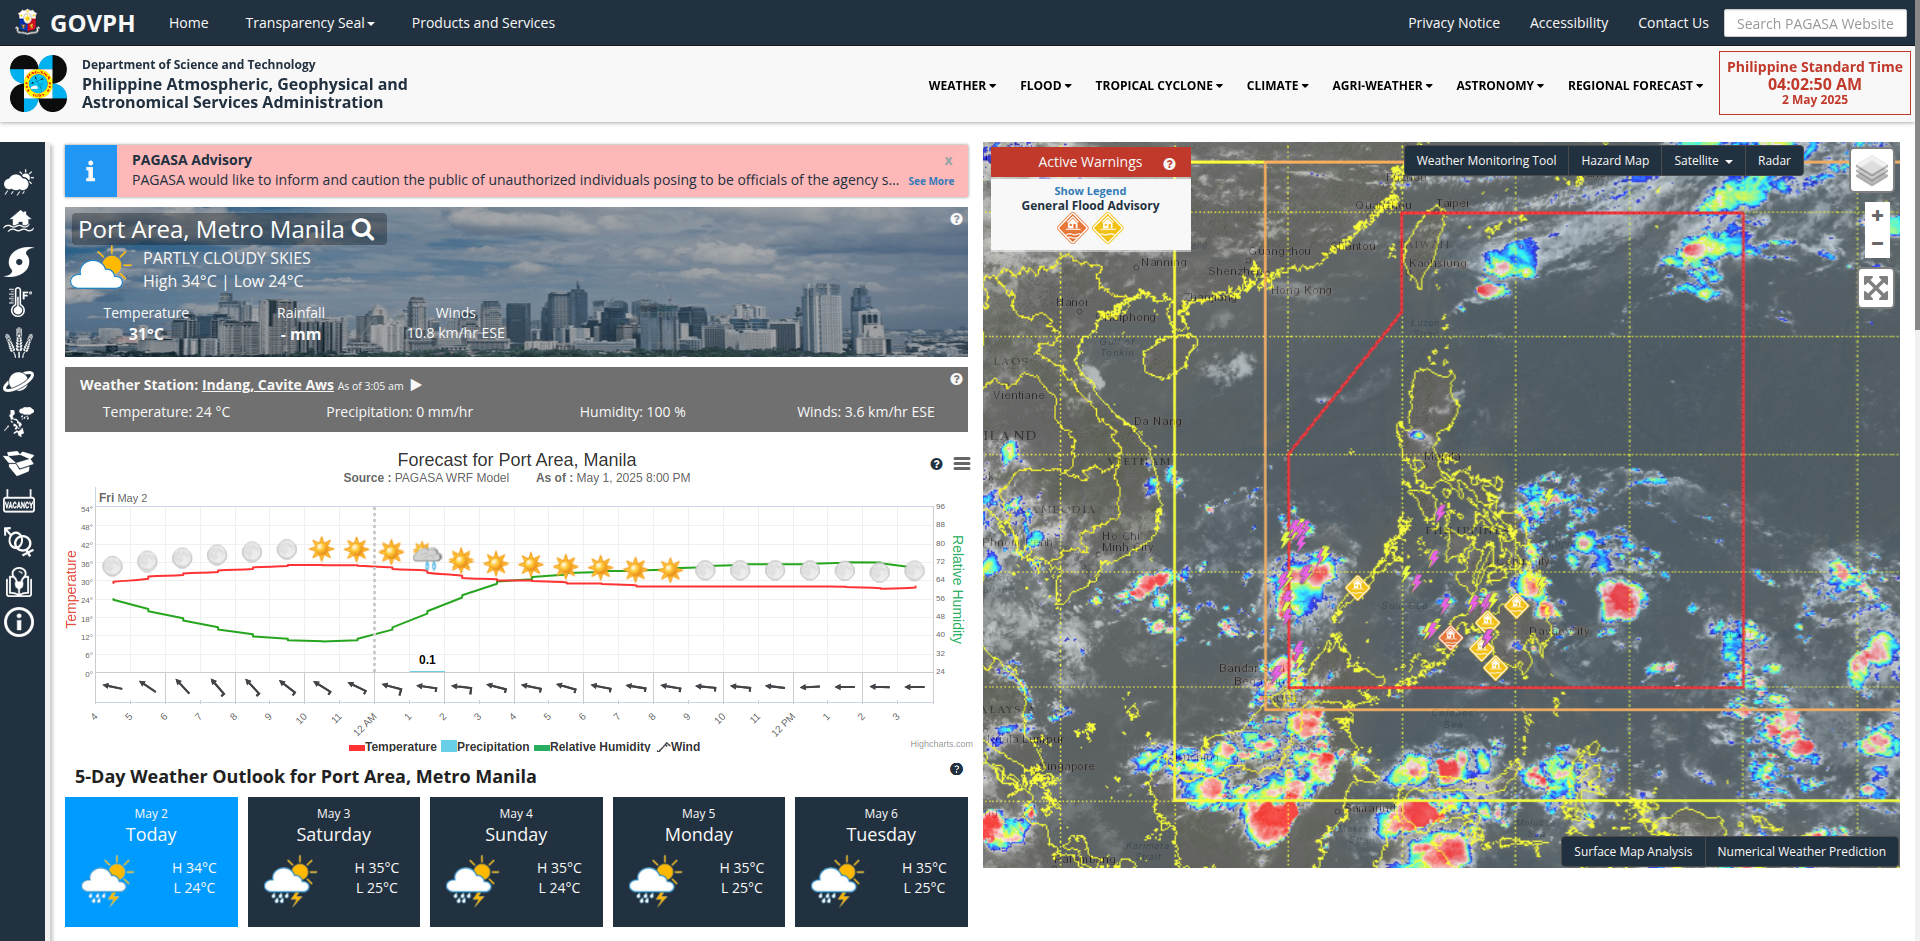 GOVPH
Home
Transparency Seal
Products and Services
Privacy Notice
Accessibility
Contact Us
Search PAGASA Website
Department of Science and Technology
Philippine Atmospheric, Geophysical and
Astronomical Services Administration
WEATHER
FLOOD
TROPICAL CYCLONE
CLIMATE
AGRI-WEATHER
ASTRONOMY
REGIONAL FORECAST
Philippine Standard Time
04:02:50 AM
2 May 2025
VACANCY
PAGASA Advisory
x
PAGASA would like to inform and caution the public of unauthorized individuals posing to be officials of the agency s...
See More
Port Area, Metro Manila
PARTLY CLOUDY SKIES
High 34°C | Low 24°C
Temperature
Rainfall
Winds
31°C
- mm
10.8 km/hr ESE
Weather Station: Indang, Cavite Aws As of 3:05 am
Temperature: 24 °C
Precipitation: 0 mm/hr
Humidity: 100 %
Winds: 3.6 km/hr ESE
Forecast for Port Area, Manila
Source : PAGASA WRF Model As of : May 1, 2025 8:00 PM
Fri May 2
54°
48°
42°
36°
30°
24°
18°
12°
6°
0°
Temperature
96
88
80
72
64
56
48
40
32
24
Relative Humidity
0.1
4
5
6
7
8
9
10
11
12 AM
1
2
3
4
5
6
7
8
9
10
11
12 PM
1
2
3
Temperature
Precipitation
Relative Humidity
Wind
Highcharts.com
5-Day Weather Outlook for Port Area, Metro Manila
May 2
Today
H 34°C
L 24°C
May 3
Saturday
H 35°C
L 25°C
May 4
Sunday
H 35°C
L 24°C
May 5
Monday
H 35°C
L 25°C
May 6
Tuesday
H 35°C
L 25°C
Active Warnings
Show Legend
General Flood Advisory
Weather Monitoring Tool
Hazard Map
Satellite
Radar
+
−
Taipei
Guangzhou
Nanning
Shenzhen
Kaohsiung
Hong Kong
Hanoi
LAOS
Vientiane
Da Nang
VIETNAM
Ho Chi
Minh City
Bandar
Singapore
Surface Map Analysis
Numerical Weather Prediction